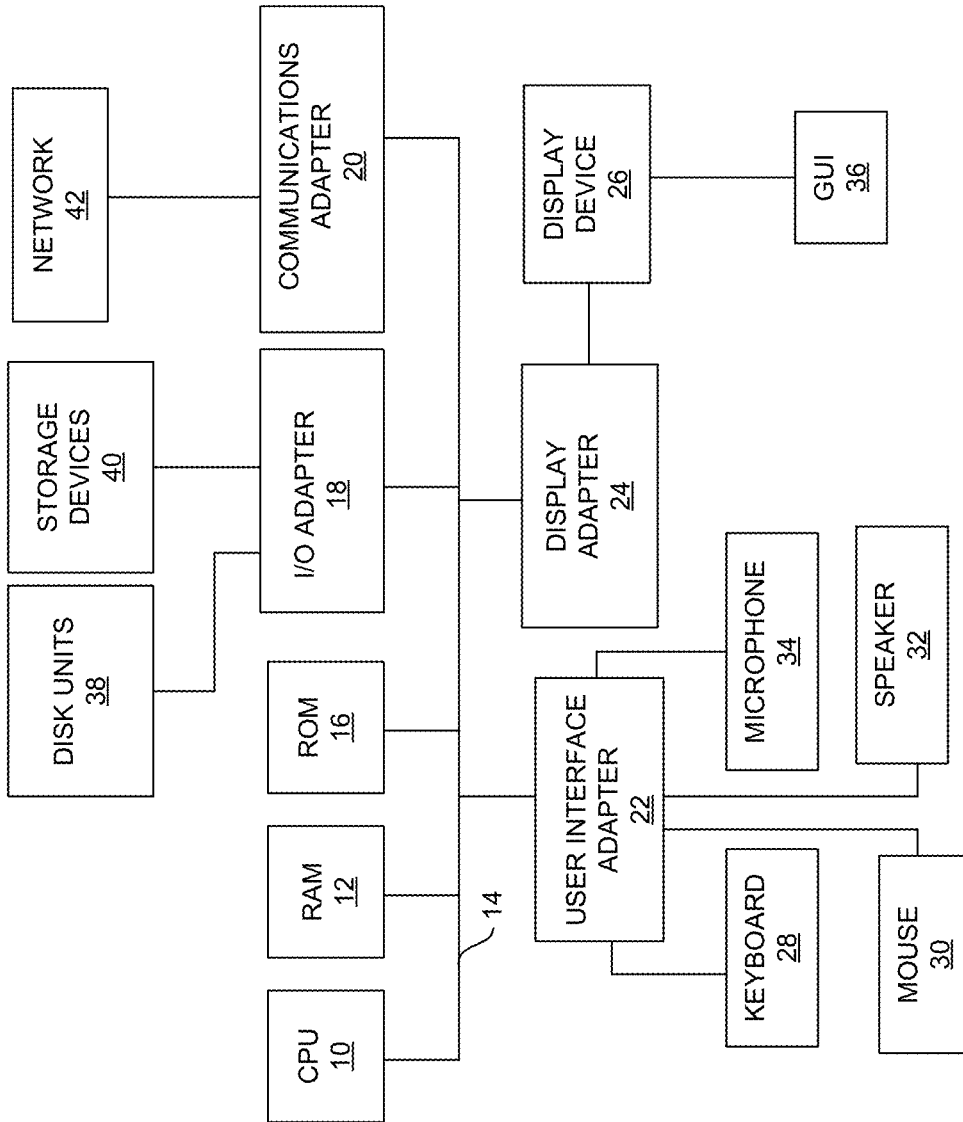 DISK UNITS
38
STORAGE
DEVICES
40
NETWORK
42
CPU
10
RAM
12
ROM
16
I/O ADAPTER
18
COMMUNICATIONS
ADAPTER
20
14
USER INTERFACE
ADAPTER
22
DISPLAY
ADAPTER
24
DISPLAY
DEVICE
26
KEYBOARD
28
MICROPHONE
34
GUI
36
MOUSE
30
SPEAKER
32